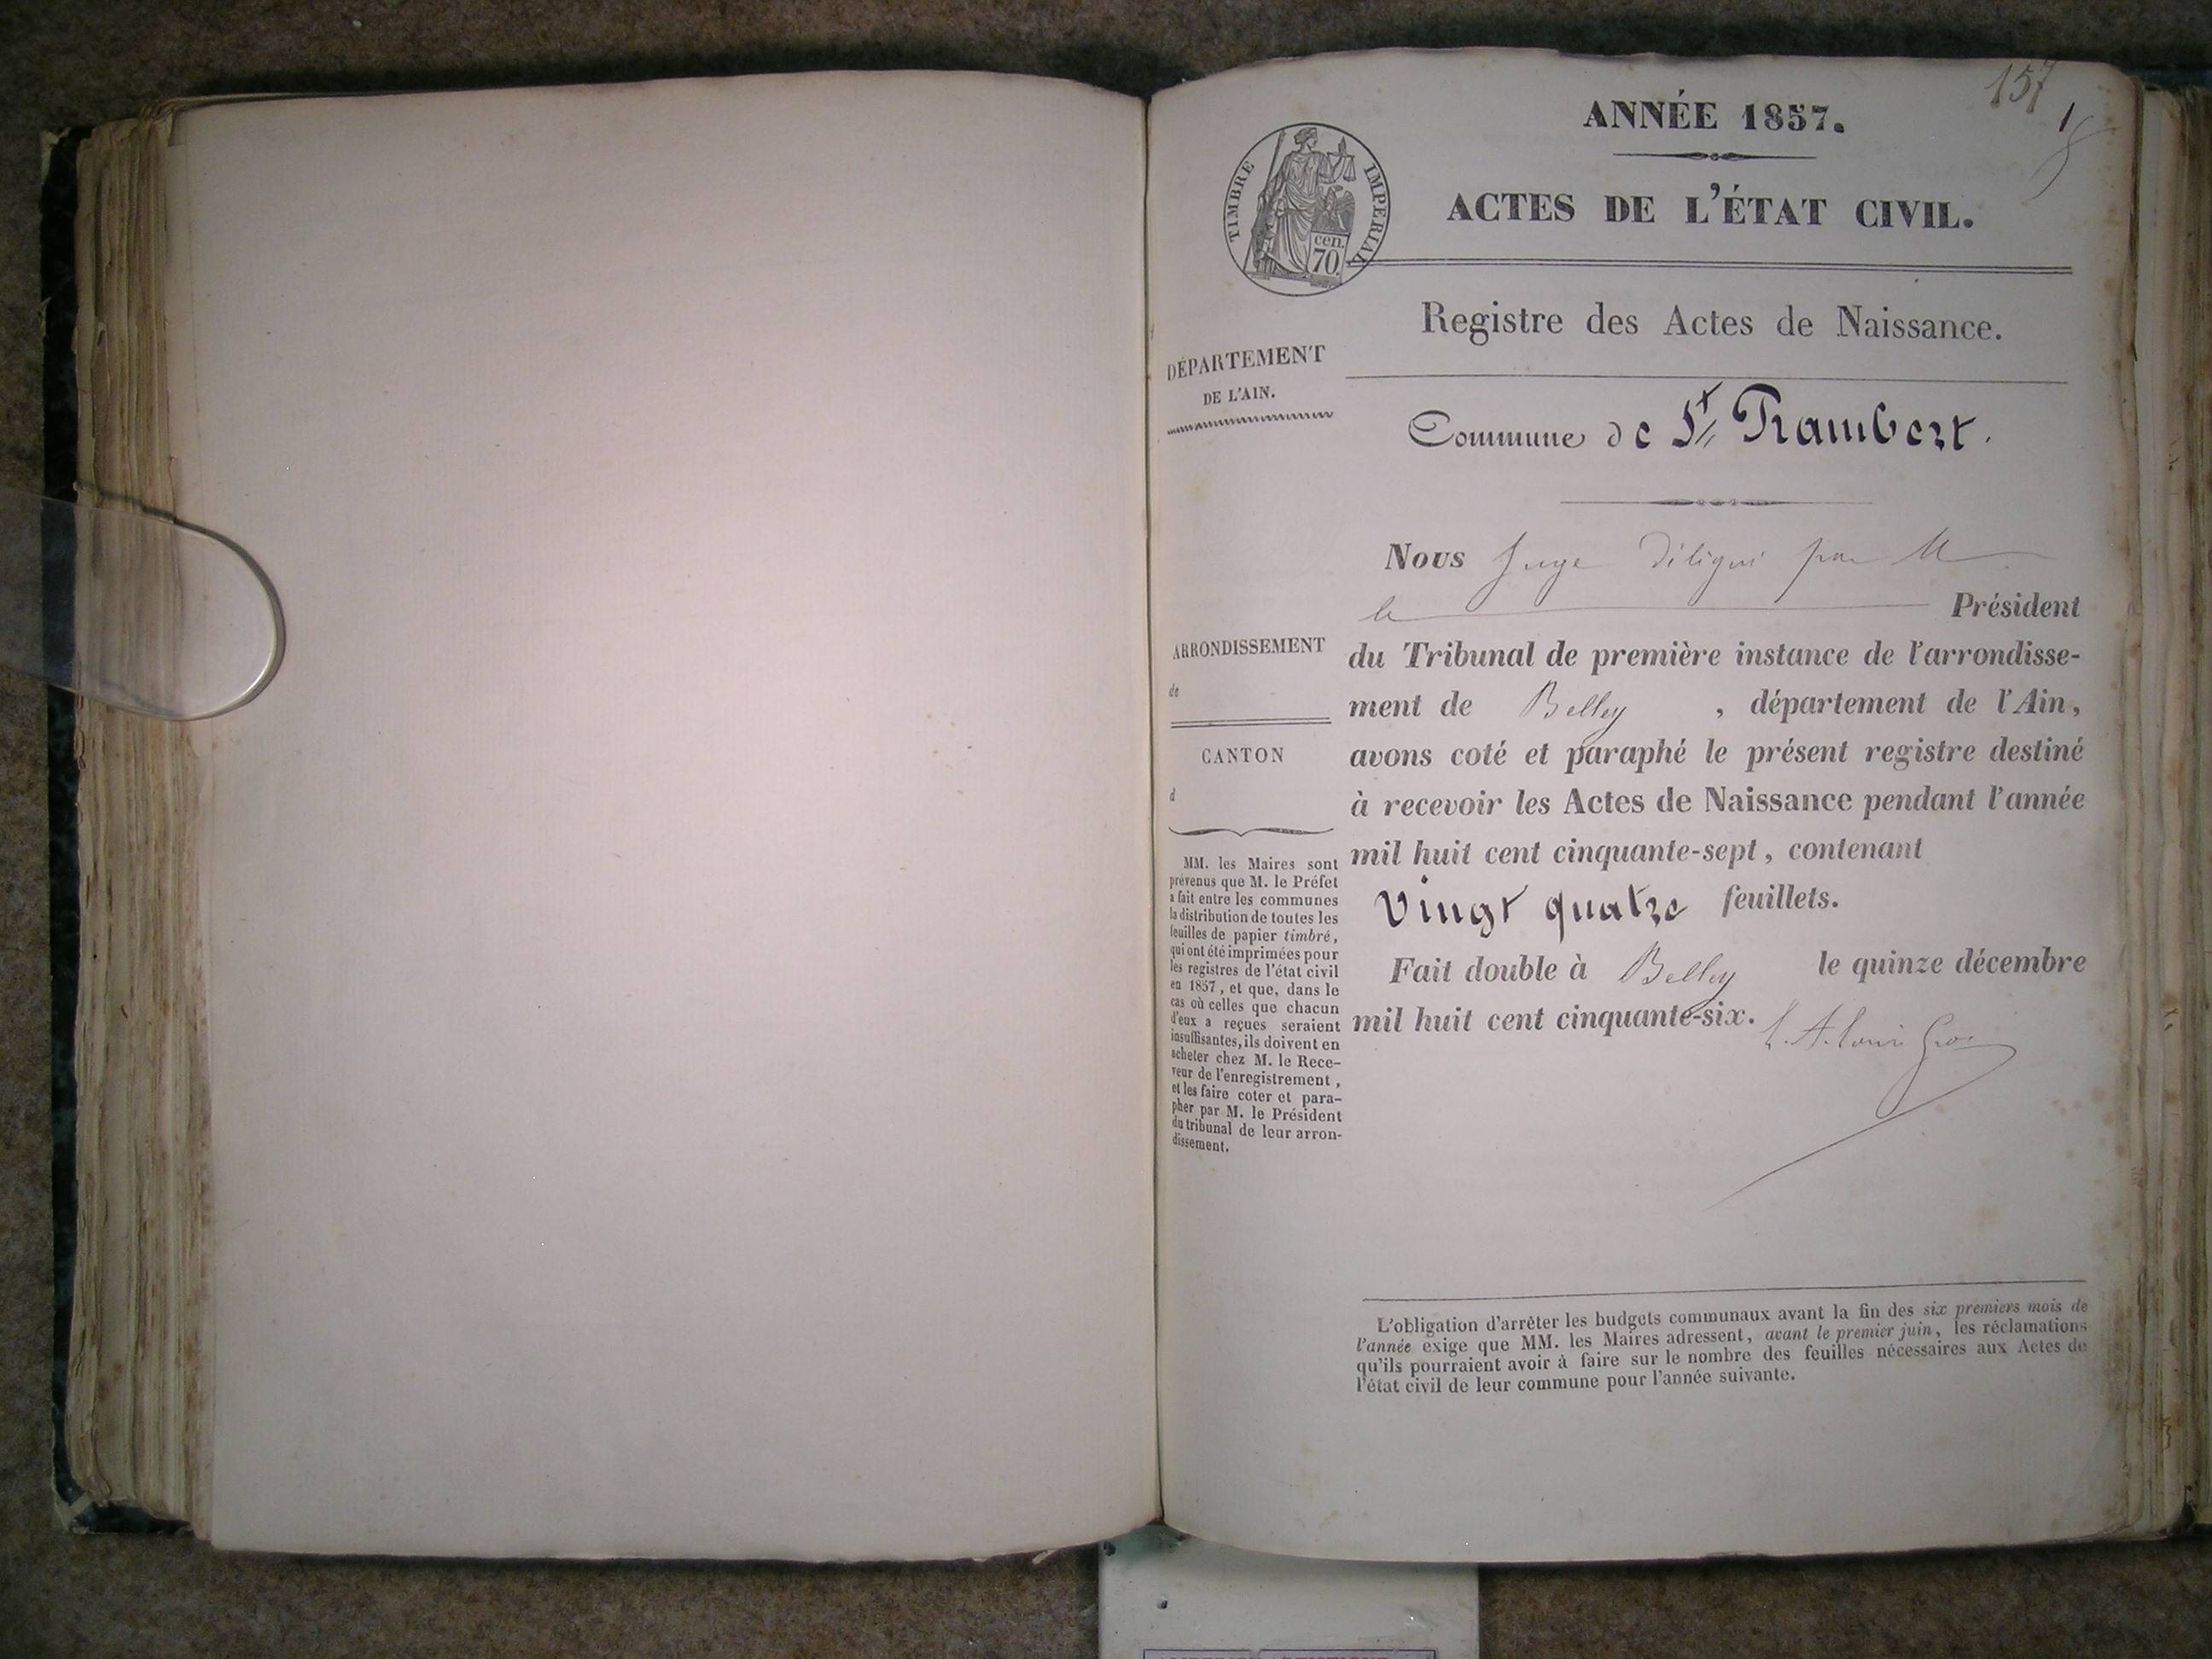 157
1
ANNÉE 1857.
TIMBRE IMPERIAL
cen.
70.
ACTES DE L'ÉTAT CIVIL.
Registre des Actes de Naissance.
DÉPARTEMENT
DE L'AIN.
Commune de St. Rambert.
Nous Juge délégué par M
le Président
ARRONDISSEMENT
de
CANTON
d
du Tribunal de première instance de l'arrondisse-
ment de Belley , département de l'Ain,
avons coté et paraphé le présent registre destiné
à recevoir les Actes de Naissance pendant l'année
mil huit cent cinquante-sept, contenant
Vingt quatre feuillets.
Fait double à Belley le quinze décembre
mil huit cent cinquante-six.
MM. les Maires sont
prévenus que M. le Préfet
a fait entre les communes
la distribution de toutes les
feuilles de papier timbré,
qui ont été imprimées pour
les registres de l'état civil
en 1857, et que, dans le
cas où celles que chacun
d'eux a reçues seraient
insuffisantes, ils doivent en
acheter chez M. le Rece-
veur de l'enregistrement,
et les faire coter et para-
pher par M. le Président
du tribunal de leur arron-
dissement.
L'obligation d'arrêter les budgets communaux avant la fin des six premiers mois de
l'année exige que MM. les Maires adressent, avant le premier juin, les réclamations
qu'ils pourraient avoir à faire sur le nombre des feuilles nécessaires aux Actes de
l'état civil de leur commune pour l'année suivante.